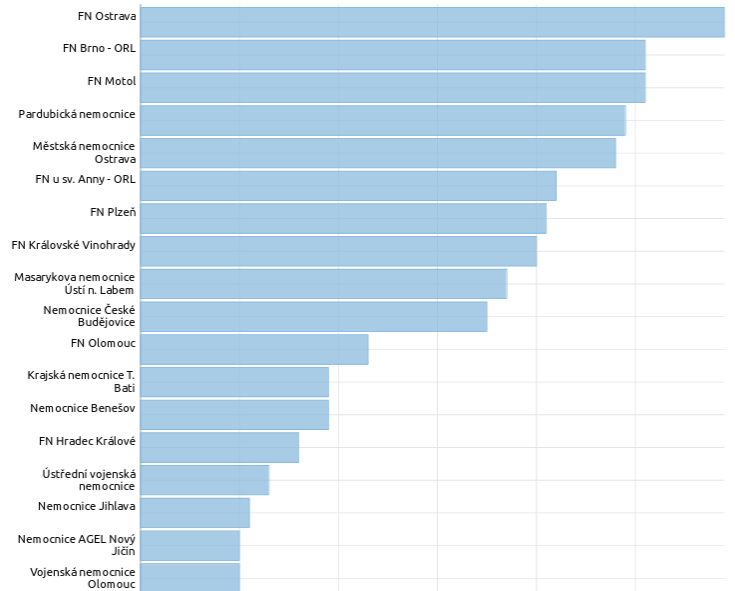 FN Ostrava
FN Brno - ORL
FN Motol
Pardubická nemocnice
Městská nemocnice
Ostrava
FN u sv. Anny - ORL
FN Plzeň
FN Královské Vinohrady
Masarykova nemocnice
Ústí n. Labem
Nemocnice České
Budějovice
FN Olomouc
Krajská nemocnice T.
Bati
Nemocnice Benešov
FN Hradec Králové
Ústřední vojenská
nemocnice
Nemocnice Jihlava
Nemocnice AGEL Nový
Jičín
Vojenská nemocnice
Olomouc